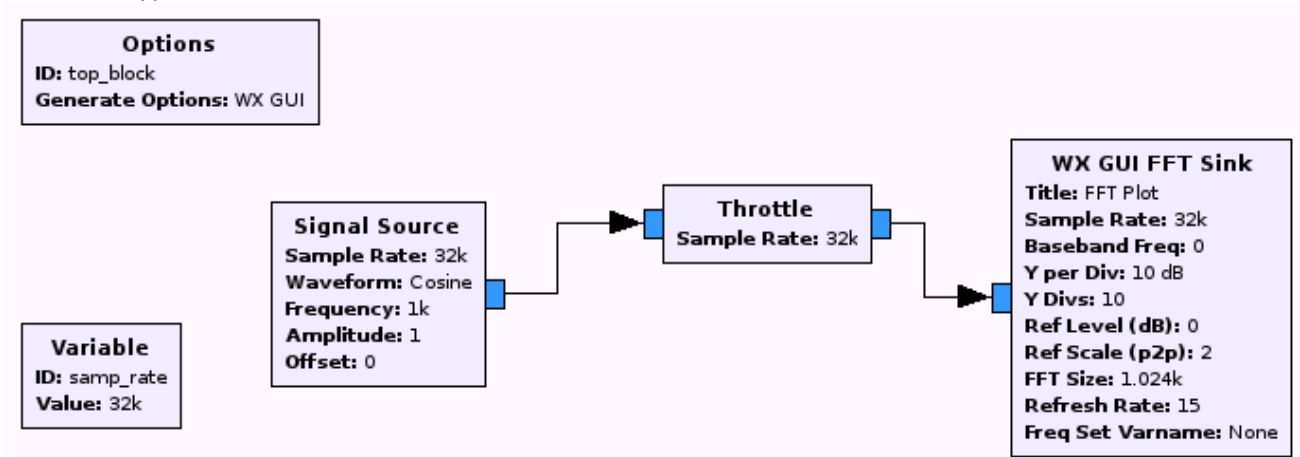 Options
ID: top_block
Generate Options: WX GUI
Variable
ID: samp_rate
Value: 32k
Signal Source
Sample Rate: 32k
Waveform: Cosine
Frequency: 1k
Amplitude: 1
Offset: 0
Throttle
Sample Rate: 32k
WX GUI FFT Sink
Title: FFT Plot
Sample Rate: 32k
Baseband Freq: 0
Y per Div: 10 dB
Y Divs: 10
Ref Level (dB): 0
Ref Scale (p2p): 2
FFT Size: 1.024k
Refresh Rate: 15
Freq Set Varname: None